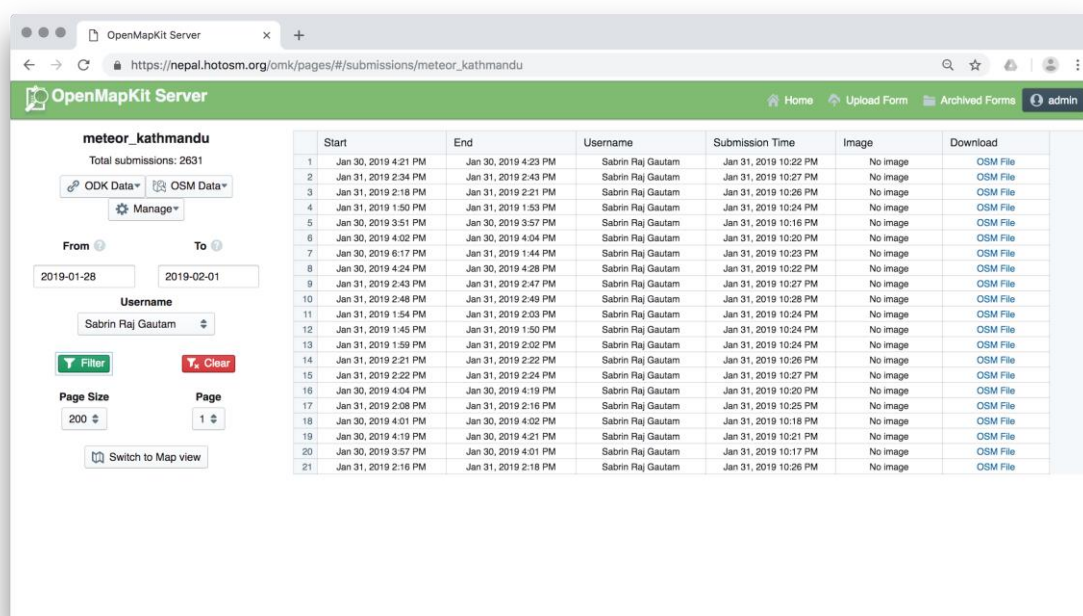 OpenMapKit Server
https://nepal.hotosm.org/omk/pages/#/submissions/meteor_kathmandu
OpenMapKit Server Home Upload Form Archived Forms admin
meteor_kathmandu
Total submissions: 2631
ODK Data OSM Data
Manage
From To
2019-01-28 2019-02-01
Username
Sabrin Raj Gautam
Filter Clear
Page Size Page
200 1
Switch to Map view
Start End Username Submission Time Image Download
1 Jan 30, 2019 4:21 PM Jan 30, 2019 4:23 PM Sabrin Raj Gautam Jan 31, 2019 10:22 PM No image OSM File
2 Jan 31, 2019 2:34 PM Jan 31, 2019 2:43 PM Sabrin Raj Gautam Jan 31, 2019 10:27 PM No image OSM File
3 Jan 31, 2019 2:18 PM Jan 31, 2019 2:21 PM Sabrin Raj Gautam Jan 31, 2019 10:26 PM No image OSM File
4 Jan 31, 2019 1:50 PM Jan 31, 2019 1:53 PM Sabrin Raj Gautam Jan 31, 2019 10:24 PM No image OSM File
5 Jan 30, 2019 3:51 PM Jan 30, 2019 3:57 PM Sabrin Raj Gautam Jan 31, 2019 10:16 PM No image OSM File
6 Jan 30, 2019 4:02 PM Jan 30, 2019 4:04 PM Sabrin Raj Gautam Jan 31, 2019 10:20 PM No image OSM File
7 Jan 30, 2019 6:17 PM Jan 31, 2019 1:44 PM Sabrin Raj Gautam Jan 31, 2019 10:23 PM No image OSM File
8 Jan 30, 2019 4:24 PM Jan 30, 2019 4:28 PM Sabrin Raj Gautam Jan 31, 2019 10:22 PM No image OSM File
9 Jan 31, 2019 2:43 PM Jan 31, 2019 2:47 PM Sabrin Raj Gautam Jan 31, 2019 10:27 PM No image OSM File
10 Jan 31, 2019 2:48 PM Jan 31, 2019 2:49 PM Sabrin Raj Gautam Jan 31, 2019 10:28 PM No image OSM File
11 Jan 31, 2019 1:54 PM Jan 31, 2019 2:03 PM Sabrin Raj Gautam Jan 31, 2019 10:24 PM No image OSM File
12 Jan 31, 2019 1:45 PM Jan 31, 2019 1:50 PM Sabrin Raj Gautam Jan 31, 2019 10:24 PM No image OSM File
13 Jan 31, 2019 1:59 PM Jan 31, 2019 2:02 PM Sabrin Raj Gautam Jan 31, 2019 10:24 PM No image OSM File
14 Jan 31, 2019 2:21 PM Jan 31, 2019 2:22 PM Sabrin Raj Gautam Jan 31, 2019 10:26 PM No image OSM File
15 Jan 31, 2019 2:22 PM Jan 31, 2019 2:24 PM Sabrin Raj Gautam Jan 31, 2019 10:27 PM No image OSM File
16 Jan 30, 2019 4:04 PM Jan 30, 2019 4:19 PM Sabrin Raj Gautam Jan 31, 2019 10:20 PM No image OSM File
17 Jan 31, 2019 2:08 PM Jan 31, 2019 2:16 PM Sabrin Raj Gautam Jan 31, 2019 10:25 PM No image OSM File
18 Jan 30, 2019 4:01 PM Jan 30, 2019 4:02 PM Sabrin Raj Gautam Jan 31, 2019 10:18 PM No image OSM File
19 Jan 30, 2019 4:19 PM Jan 30, 2019 4:21 PM Sabrin Raj Gautam Jan 31, 2019 10:21 PM No image OSM File
20 Jan 30, 2019 3:57 PM Jan 30, 2019 4:01 PM Sabrin Raj Gautam Jan 31, 2019 10:17 PM No image OSM File
21 Jan 31, 2019 2:16 PM Jan 31, 2019 2:18 PM Sabrin Raj Gautam Jan 31, 2019 10:26 PM No image OSM File